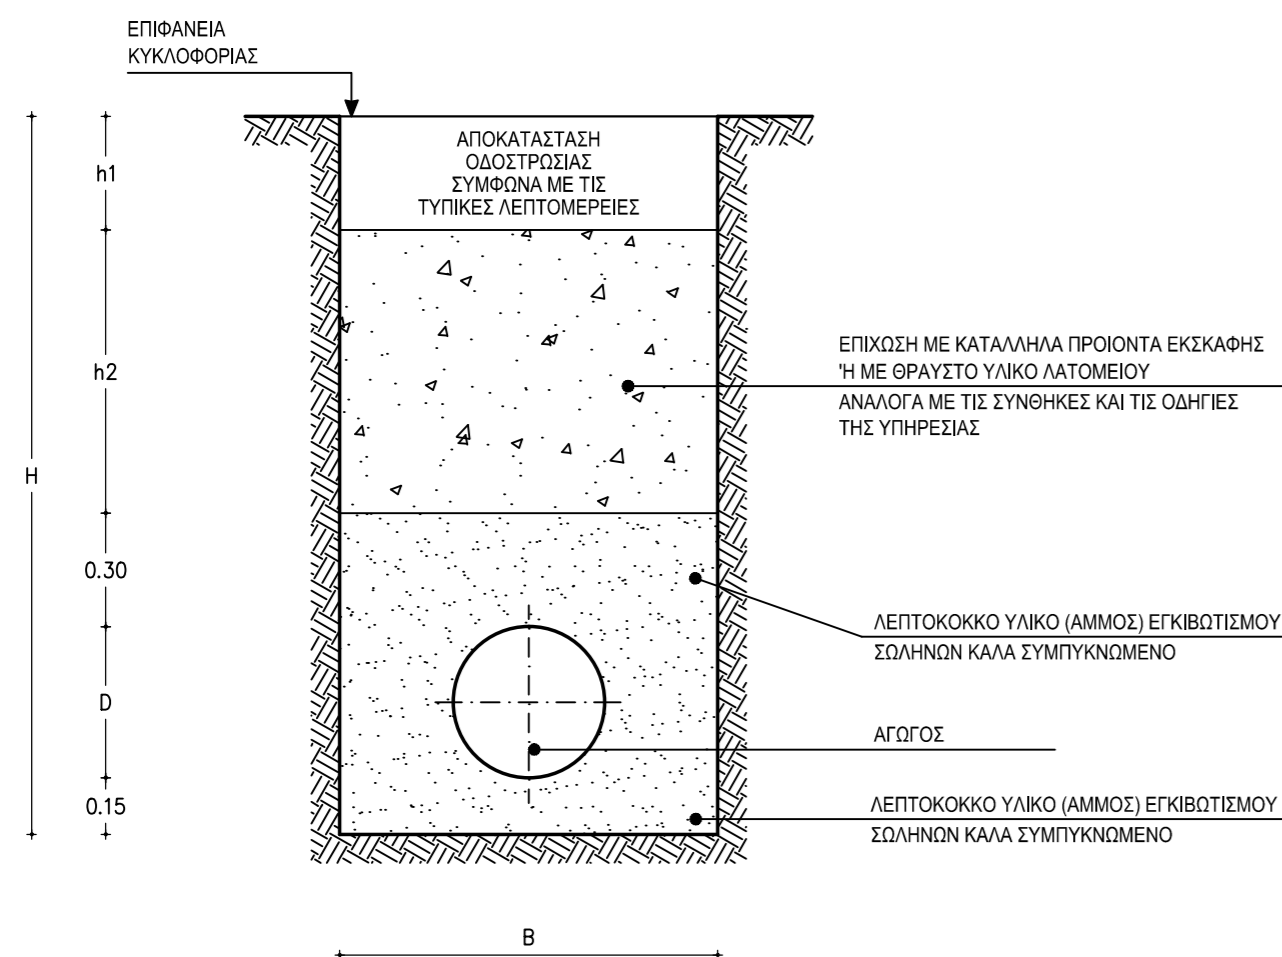 ΕΠΙΦΑΝΕΙΑ
ΚΥΚΛΟΦΟΡΙΑΣ
ΑΠΟΚΑΤΑΣΤΑΣΗ
ΟΔΟΣΤΡΩΣΙΑΣ
ΣΥΜΦΩΝΑ ΜΕ ΤΙΣ
ΤΥΠΙΚΕΣ ΛΕΠΤΟΜΕΡΕΙΕΣ
h1
h2
H
0.30
D
0.15
B
ΕΠΙΧΩΣΗ ΜΕ ΚΑΤΑΛΛΗΛΑ ΠΡΟΙΟΝΤΑ ΕΚΣΚΑΦΗΣ
Ή ΜΕ ΘΡΑΥΣΤΟ ΥΛΙΚΟ ΛΑΤΟΜΕΙΟΥ
ΑΝΑΛΟΓΑ ΜΕ ΤΙΣ ΣΥΝΘΗΚΕΣ ΚΑΙ ΤΙΣ ΟΔΗΓΙΕΣ
ΤΗΣ ΥΠΗΡΕΣΙΑΣ
ΛΕΠΤΟΚΟΚΚΟ ΥΛΙΚΟ (ΑΜΜΟΣ) ΕΓΚΙΒΩΤΙΣΜΟΥ
ΣΩΛΗΝΩΝ ΚΑΛΑ ΣΥΜΠΥΚΝΩΜΕΝΟ
ΑΓΩΓΟΣ
ΛΕΠΤΟΚΟΚΚΟ ΥΛΙΚΟ (ΑΜΜΟΣ) ΕΓΚΙΒΩΤΙΣΜΟΥ
ΣΩΛΗΝΩΝ ΚΑΛΑ ΣΥΜΠΥΚΝΩΜΕΝΟ